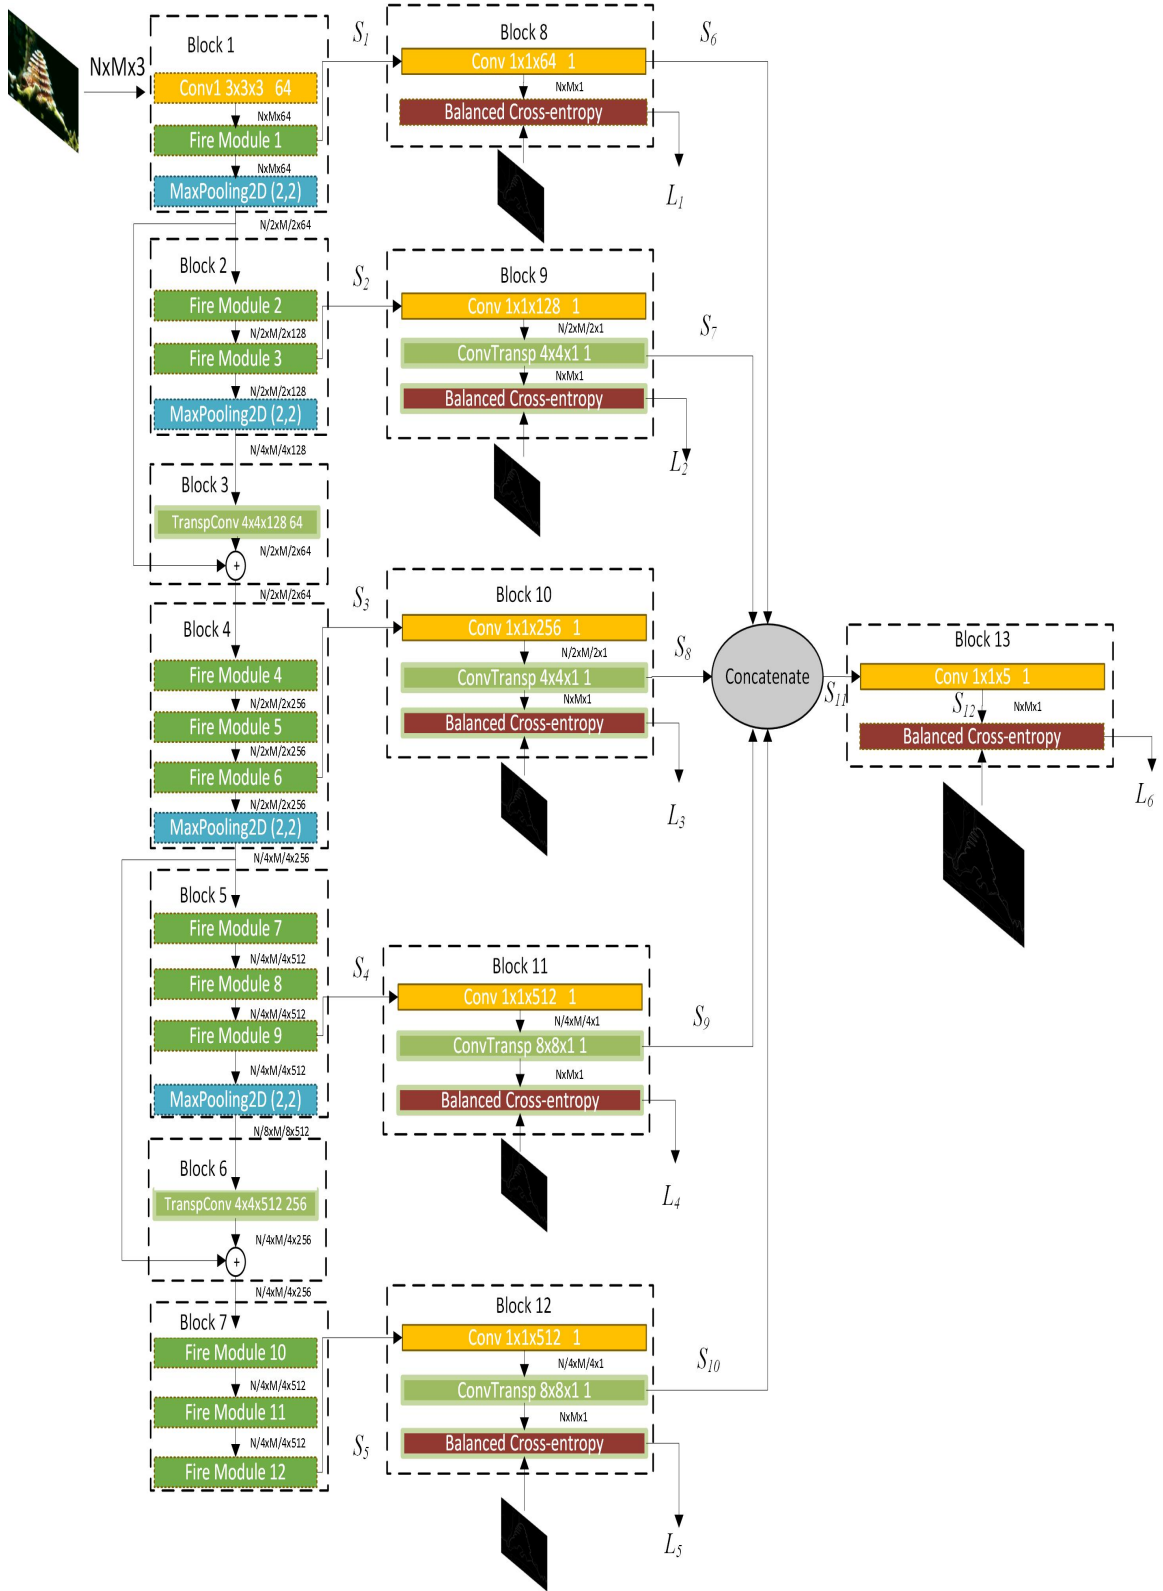 NxMx3
Block 1
Conv1 3x3x3 64
NxMx64
Fire Module 1
NxMx64
MaxPooling2D (2,2)
N/2xM/2x64
Block 2
Fire Module 2
N/2xM/2x128
Fire Module 3
N/2xM/2x128
MaxPooling2D (2,2)
N/4xM/4x128
Block 3
TranspConv 4x4x128 64
N/2xM/2x64
+
N/2xM/2x64
Block 4
Fire Module 4
N/2xM/2x256
Fire Module 5
N/2xM/2x256
Fire Module 6
N/2xM/2x256
MaxPooling2D (2,2)
N/4xM/4x256
Block 5
Fire Module 7
N/4xM/4x512
Fire Module 8
N/4xM/4x512
Fire Module 9
N/4xM/4x512
MaxPooling2D (2,2)
N/8xM/8x512
Block 6
TranspConv 4x4x512 256
N/4xM/4x256
+
N/4xM/4x256
Block 7
Fire Module 10
N/4xM/4x512
Fire Module 11
N/4xM/4x512
Fire Module 12
S1
Block 8
Conv 1x1x64 1
NxMx1
Balanced Cross-entropy
S6
L1
S2
Block 9
Conv 1x1x128 1
N/2xM/2x1
ConvTransp 4x4x1 1
NxMx1
Balanced Cross-entropy
S7
L2
S3
Block 10
Conv 1x1x256 1
N/2xM/2x1
ConvTransp 4x4x1 1
NxMx1
Balanced Cross-entropy
S8
L3
S4
Block 11
Conv 1x1x512 1
N/4xM/4x1
ConvTransp 8x8x1 1
NxMx1
Balanced Cross-entropy
S9
L4
S5
Block 12
Conv 1x1x512 1
N/4xM/4x1
ConvTransp 8x8x1 1
NxMx1
Balanced Cross-entropy
S10
L5
Concatenate
S11
Block 13
Conv 1x1x5 1
S12
NxMx1
Balanced Cross-entropy
L6